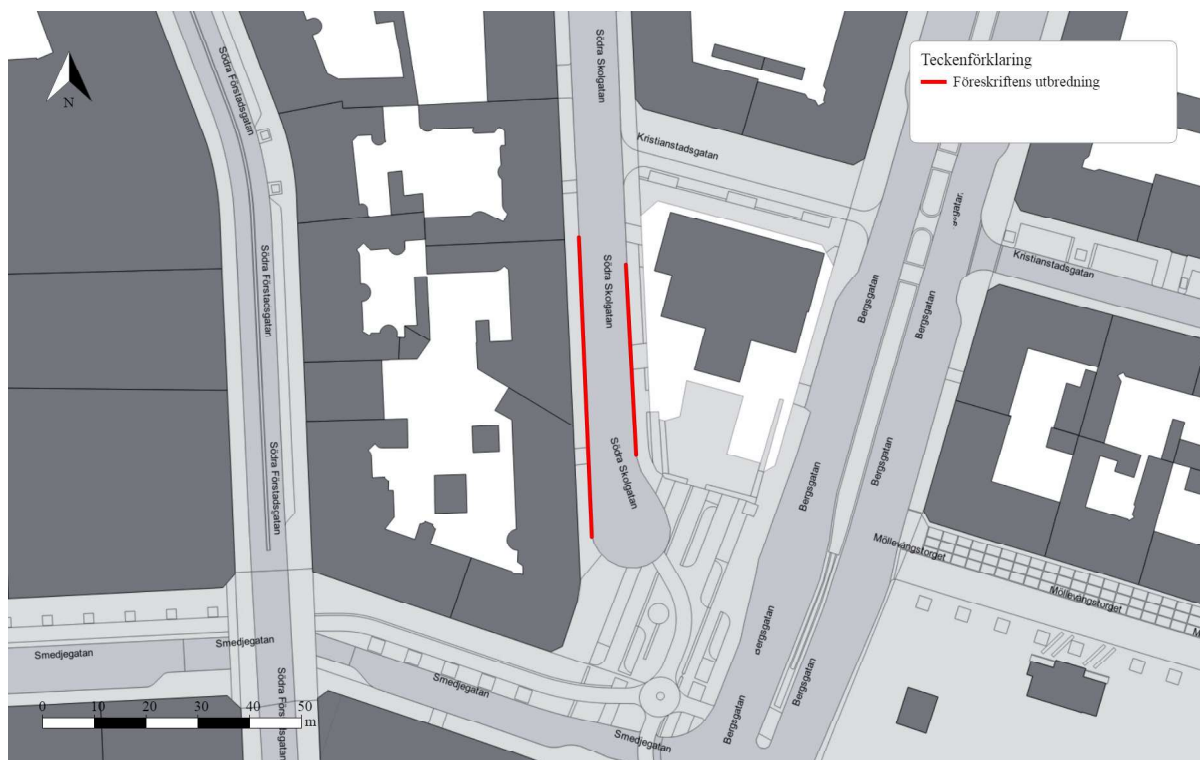 Teckenförklaring
Föreskriftens utbredning
N
Södra Förstadsgatan
Södra Skolgatan
Kristianstadsgatan
Bergsgatan
Kristianstadsgatan
Södra Förstadsgatan
Södra Skolgatan
Bergsgatan
Södra Förstadsgatan
Södra Skolgatan
Bergsgatan
Bergsgatan
Möllevångstorget
Möllevångstorget
Bergsgatan
Smedjegatan
Smedjegatan
Smedjegatan
Bergsgatan
Bergsgatan
Smedjegatan
0 10 20 30 40 50
m